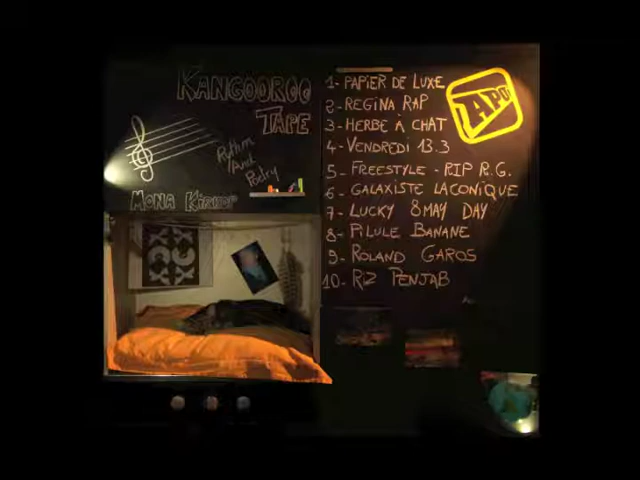 KANGOOROO
TAPE
Rythm
And
Poetry
MONA
1- PAPIER DE LUXE
2- REGINA RAP
3- HERBE À CHAT
4- VENDREDI 13.3
5- FREESTYLE - RIP R.G.
6- GALAXISTE LACONIQUE
7- LUCKY 8 MAY DAY
8- PILULE BANANE
9- ROLAND GAROS
10- RIZ PENJAB
APO